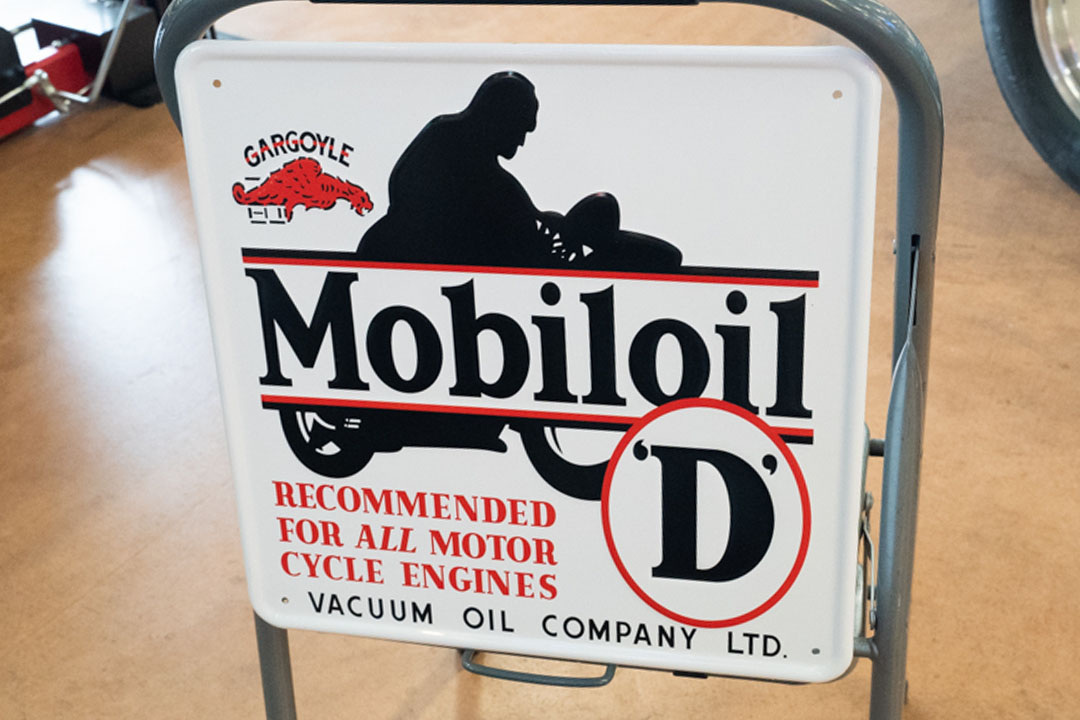 GARGOYLE
Mobiloil
'D'
RECOMMENDED
FOR ALL MOTOR
CYCLE ENGINES
VACUUM OIL COMPANY LTD.